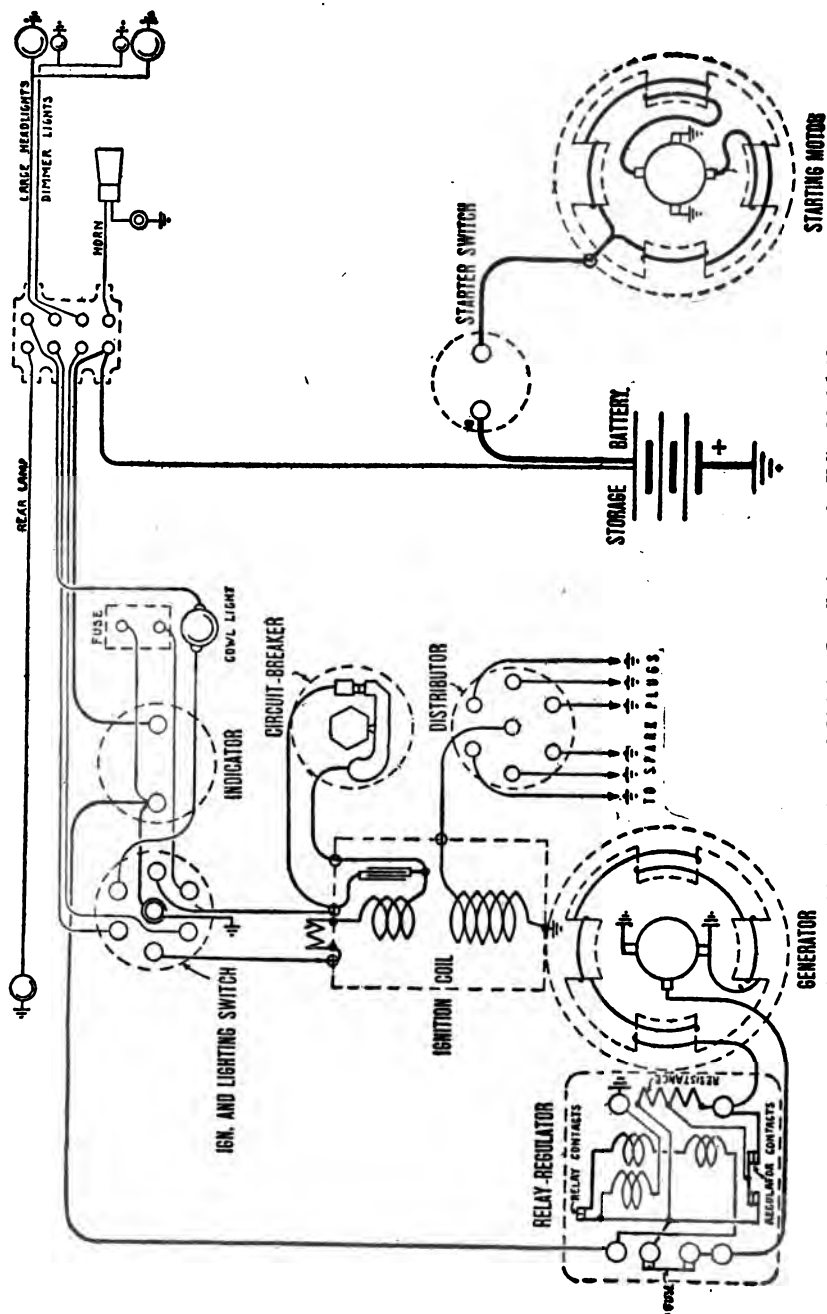 LARGE HEADLIGHTS
DIMMER LIGHTS
HORN
REAR LAMP
FUSE
COWL LIGHT
INDICATOR
IGN. AND LIGHTING SWITCH
CIRCUIT-BREAKER
DISTRIBUTOR
TO SPARK PLUGS
IGNITION COIL
STARTER SWITCH
STORAGE BATTERY.
+
STARTING MOTOR
GENERATOR
RELAY-REGULATOR
RELAY CONTACTS
RESISTANCE
REGULATOR CONTACTS
FUSE